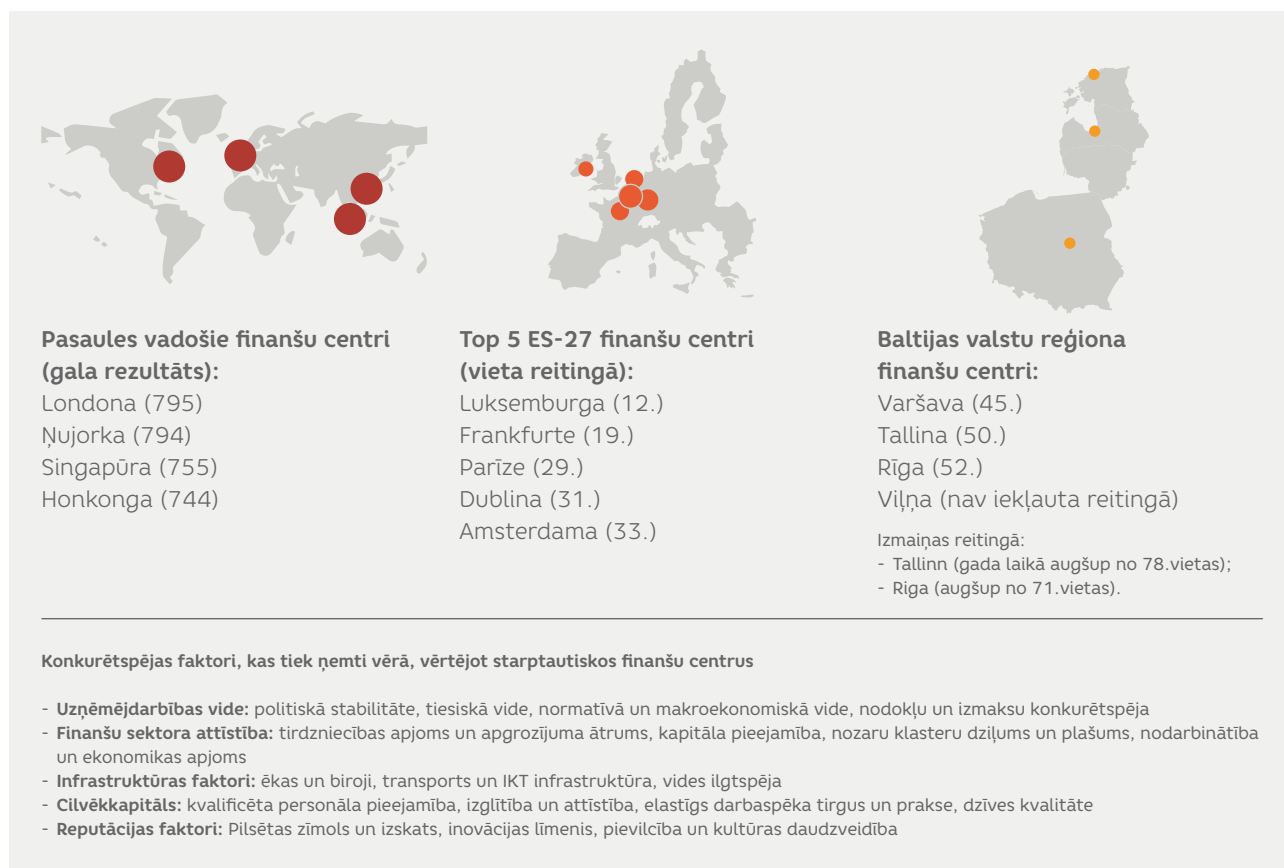 Pasaules vadošie finanšu centri
(gala rezultāts):
Londona (795)
Ņujorka (794)
Singapūra (755)
Honkonga (744)
Top 5 ES-27 finanšu centri
(vieta reitingā):
Luksemburga (12.)
Frankfurte (19.)
Parīze (29.)
Dublina (31.)
Amsterdama (33.)
Baltijas valstu reģiona
finanšu centri:
Varšava (45.)
Tallina (50.)
Rīga (52.)
Viļņa (nav iekļauta reitingā)
Izmaiņas reitingā:
- Tallinn (gada laikā augšup no 78.vietas);
- Riga (augšup no 71.vietas).
Konkurētspējas faktori, kas tiek ņemti vērā, vērtējot starptautiskos finanšu centrus
- Uzņēmējdarbības vide: politiskā stabilitāte, tiesiskā vide, normatīvā un makroekonomiskā vide, nodokļu un izmaksu konkurētspēja
- Finanšu sektora attīstība: tirdzniecības apjoms un apgrozījuma ātrums, kapitāla pieejamība, nozaru klasteru dziļums un plašums, nodarbinātība
un ekonomikas apjoms
- Infrastruktūras faktori: ēkas un biroji, transports un IKT infrastruktūra, vides ilgtspēja
- Cilvēkkapitāls: kvalificēta personāla pieejamība, izglītība un attīstība, elastīgs darbaspēka tirgus un prakse, dzīves kvalitāte
- Reputācijas faktori: Pilsētas zīmols un izskats, inovācijas līmenis, pievilcība un kultūras daudzveidība